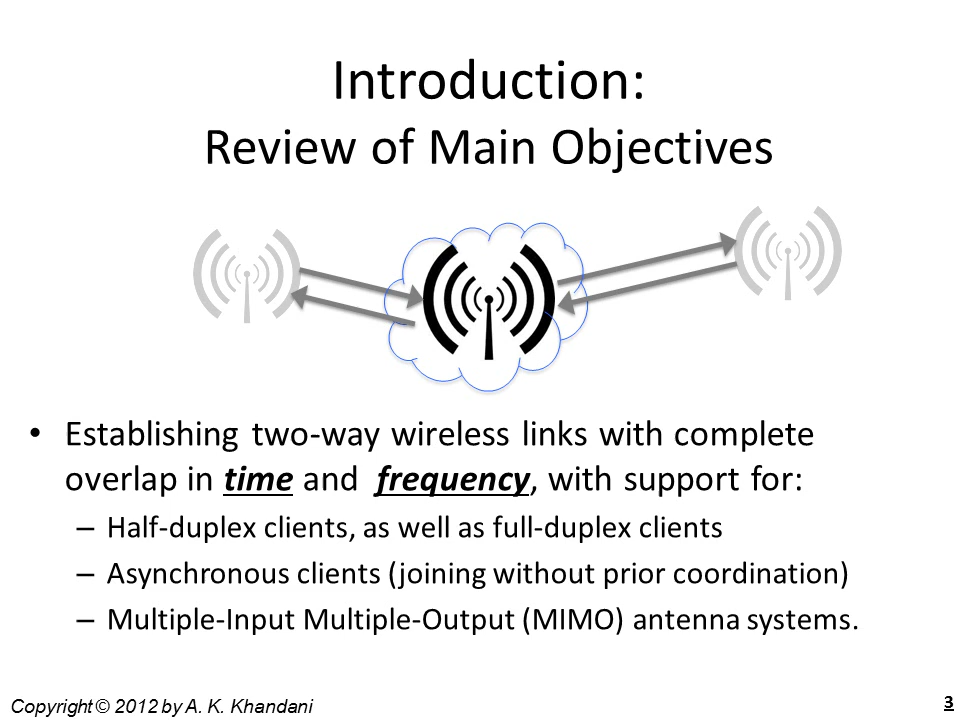 Introduction:
Review of Main Objectives
• Establishing two-way wireless links with complete
overlap in time and frequency, with support for:
– Half-duplex clients, as well as full-duplex clients
– Asynchronous clients (joining without prior coordination)
– Multiple-Input Multiple-Output (MIMO) antenna systems.
Copyright © 2012 by A. K. Khandani
3